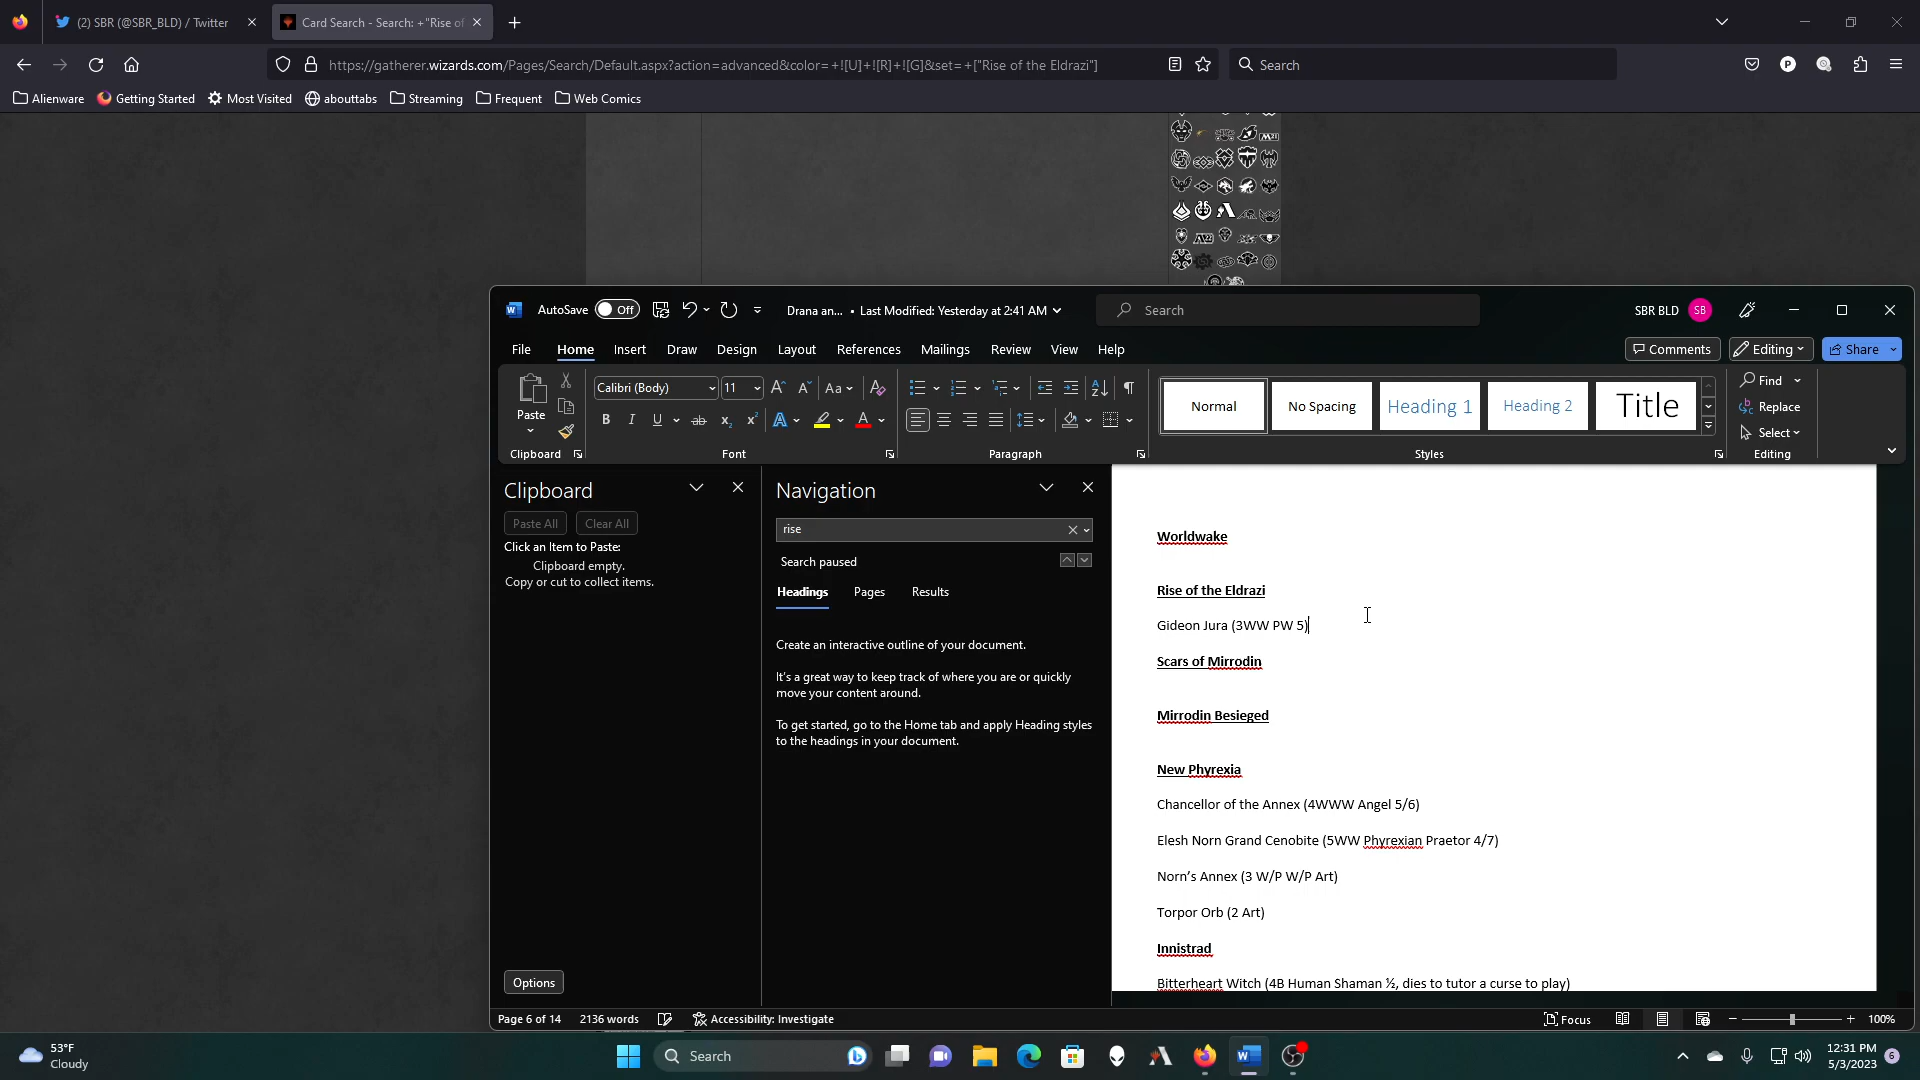 (2) SBR (@SBR_BLD) / Twitter
Card Search - Search: +"Rise of
https://gatherer.wizards.com/Pages/Search/Default.aspx?action=advanced&color=+![U]+![R]+![G]&set=+["Rise of the Eldrazi"]
Search
Alienware
Getting Started
Most Visited
abouttabs
Streaming
Frequent
Web Comics
AutoSave
Off
Drana an... • Last Modified: Yesterday at 2:41 AM
Search
SBR BLD
SB
File
Home
Insert
Draw
Design
Layout
References
Mailings
Review
View
Help
Comments
Editing
Share
Paste
Calibri (Body)
11
Normal
No Spacing
Heading 1
Heading 2
Title
Find
Replace
Select
Clipboard
Font
Paragraph
Styles
Editing
Clipboard
Paste All
Clear All
Click an Item to Paste:
Clipboard empty.
Copy or cut to collect items.
Options
Navigation
rise
Search paused
Headings
Pages
Results
Create an interactive outline of your document.
It's a great way to keep track of where you are or quickly
move your content around.
To get started, go to the Home tab and apply Heading styles
to the headings in your document.
Worldwake
Rise of the Eldrazi
Gideon Jura (3WW PW 5)
Scars of Mirrodin
Mirrodin Besieged
New Phyrexia
Chancellor of the Annex (4WWW Angel 5/6)
Elesh Norn Grand Cenobite (5WW Phyrexian Praetor 4/7)
Norn's Annex (3 W/P W/P Art)
Torpor Orb (2 Art)
Innistrad
Bitterheart Witch (4B Human Shaman ½, dies to tutor a curse to play)
Page 6 of 14
2136 words
Accessibility: Investigate
Focus
100%
53°F
Cloudy
Search
12:31 PM
5/3/2023
6